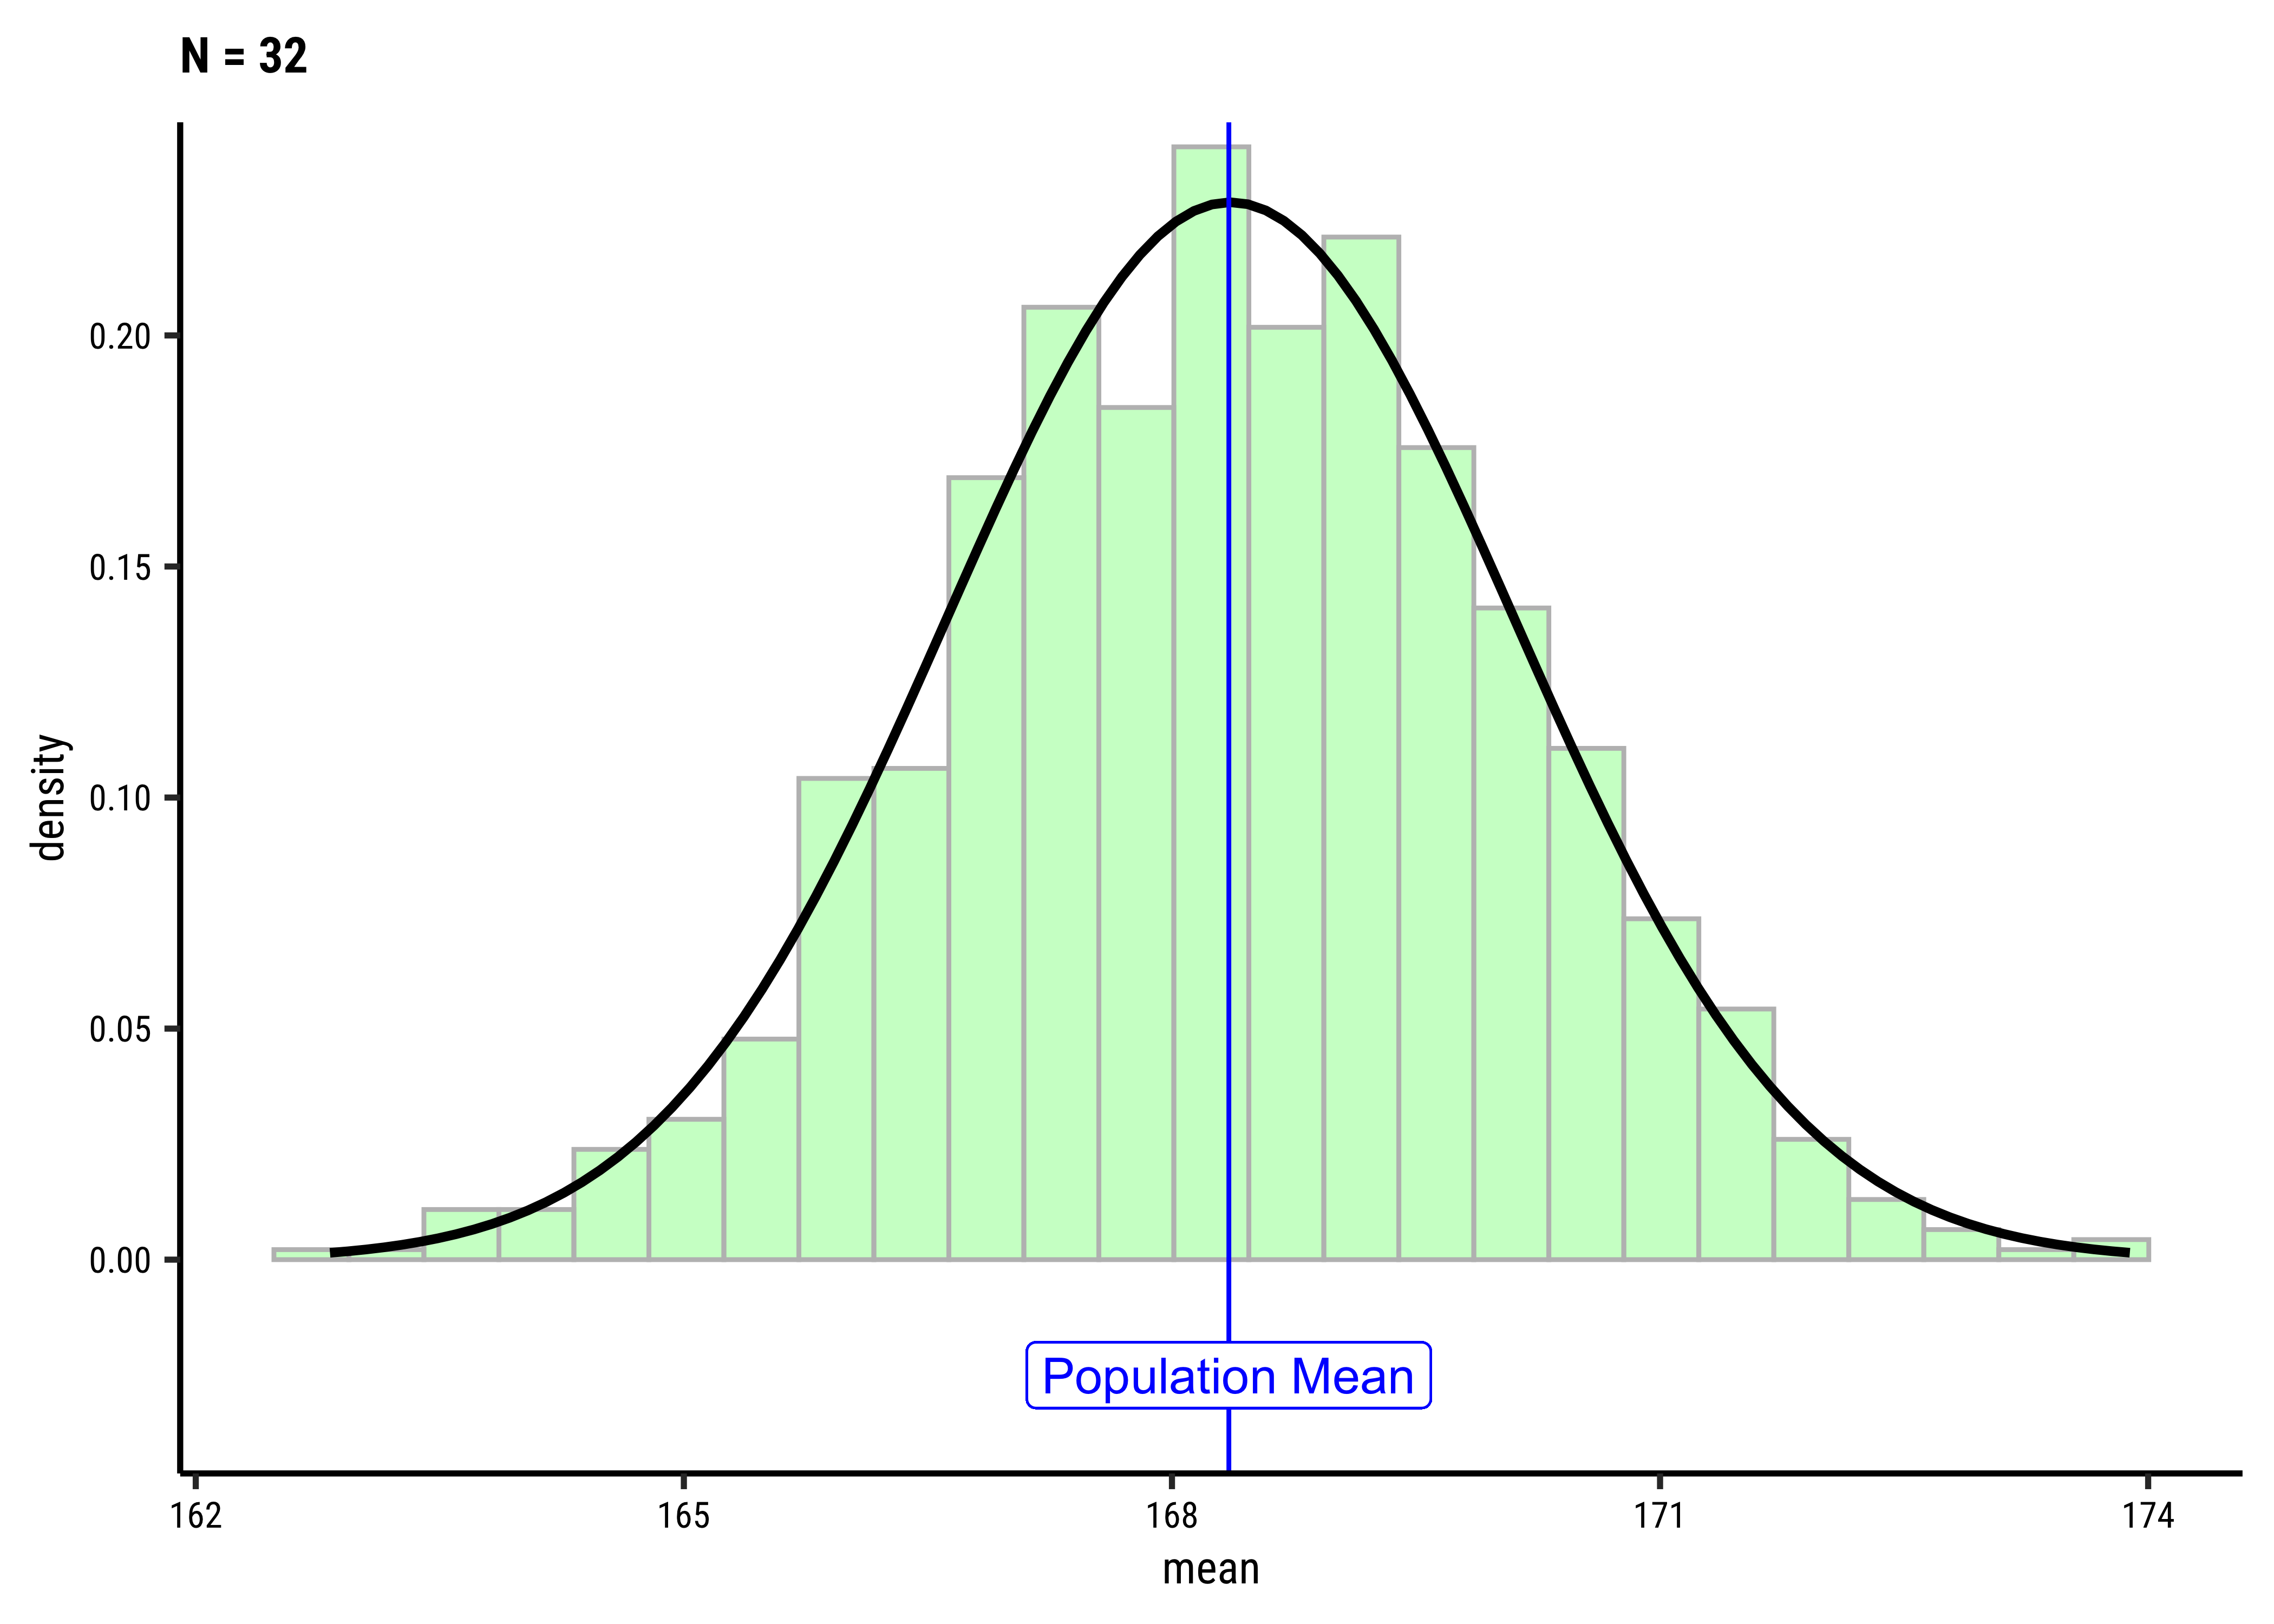 N = 32
density
0.20
0.15
0.10
0.05
0.00
Population Mean
162
165
168
171
174
mean